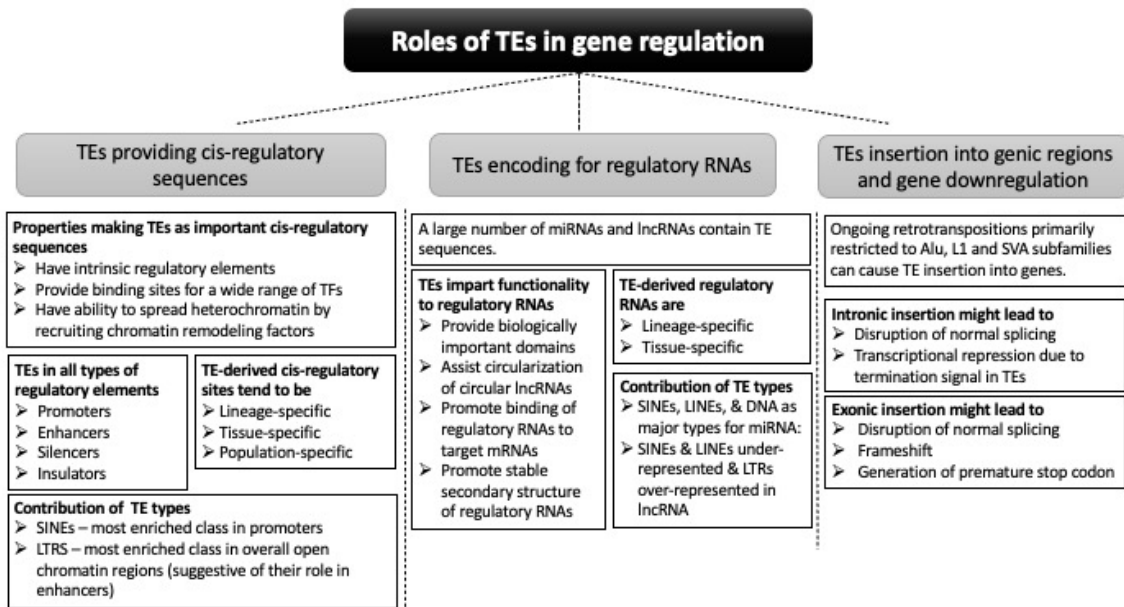 Roles of TEs in gene regulation
TEs providing cis-regulatory
sequences
Properties making TEs as important cis-regulatory
sequences
➢ Have intrinsic regulatory elements
➢ Provide binding sites for a wide range of TFs
➢ Have ability to spread heterochromatin by
recruiting chromatin remodeling factors
TEs in all types of
regulatory elements
➢ Promoters
➢ Enhancers
➢ Silencers
➢ Insulators
TE-derived cis-regulatory
sites tend to be
➢ Lineage-specific
➢ Tissue-specific
➢ Population-specific
Contribution of TE types
➢ SINEs – most enriched class in promoters
➢ LTRS – most enriched class in overall open
chromatin regions (suggestive of their role in
enhancers)
TEs encoding for regulatory RNAs
A large number of miRNAs and lncRNAs contain TE
sequences.
TEs impart functionality
to regulatory RNAs
➢ Provide biologically
important domains
➢ Assist circularization
of circular lncRNAs
➢ Promote binding of
regulatory RNAs to
target mRNAs
➢ Promote stable
secondary structure
of regulatory RNAs
TE-derived regulatory
RNAs are
➢ Lineage-specific
➢ Tissue-specific
Contribution of TE types
➢ SINEs, LINEs, & DNA as
major types for miRNA:
➢ SINEs & LINEs under-
represented & LTRs
over-represented in
lncRNA
TEs insertion into genic regions
and gene downregulation
Ongoing retrotranspositions primarily
restricted to Alu, L1 and SVA subfamilies
can cause TE insertion into genes.
Intronic insertion might lead to
➢ Disruption of normal splicing
➢ Transcriptional repression due to
termination signal in TEs
Exonic insertion might lead to
➢ Disruption of normal splicing
➢ Frameshift
➢ Generation of premature stop codon